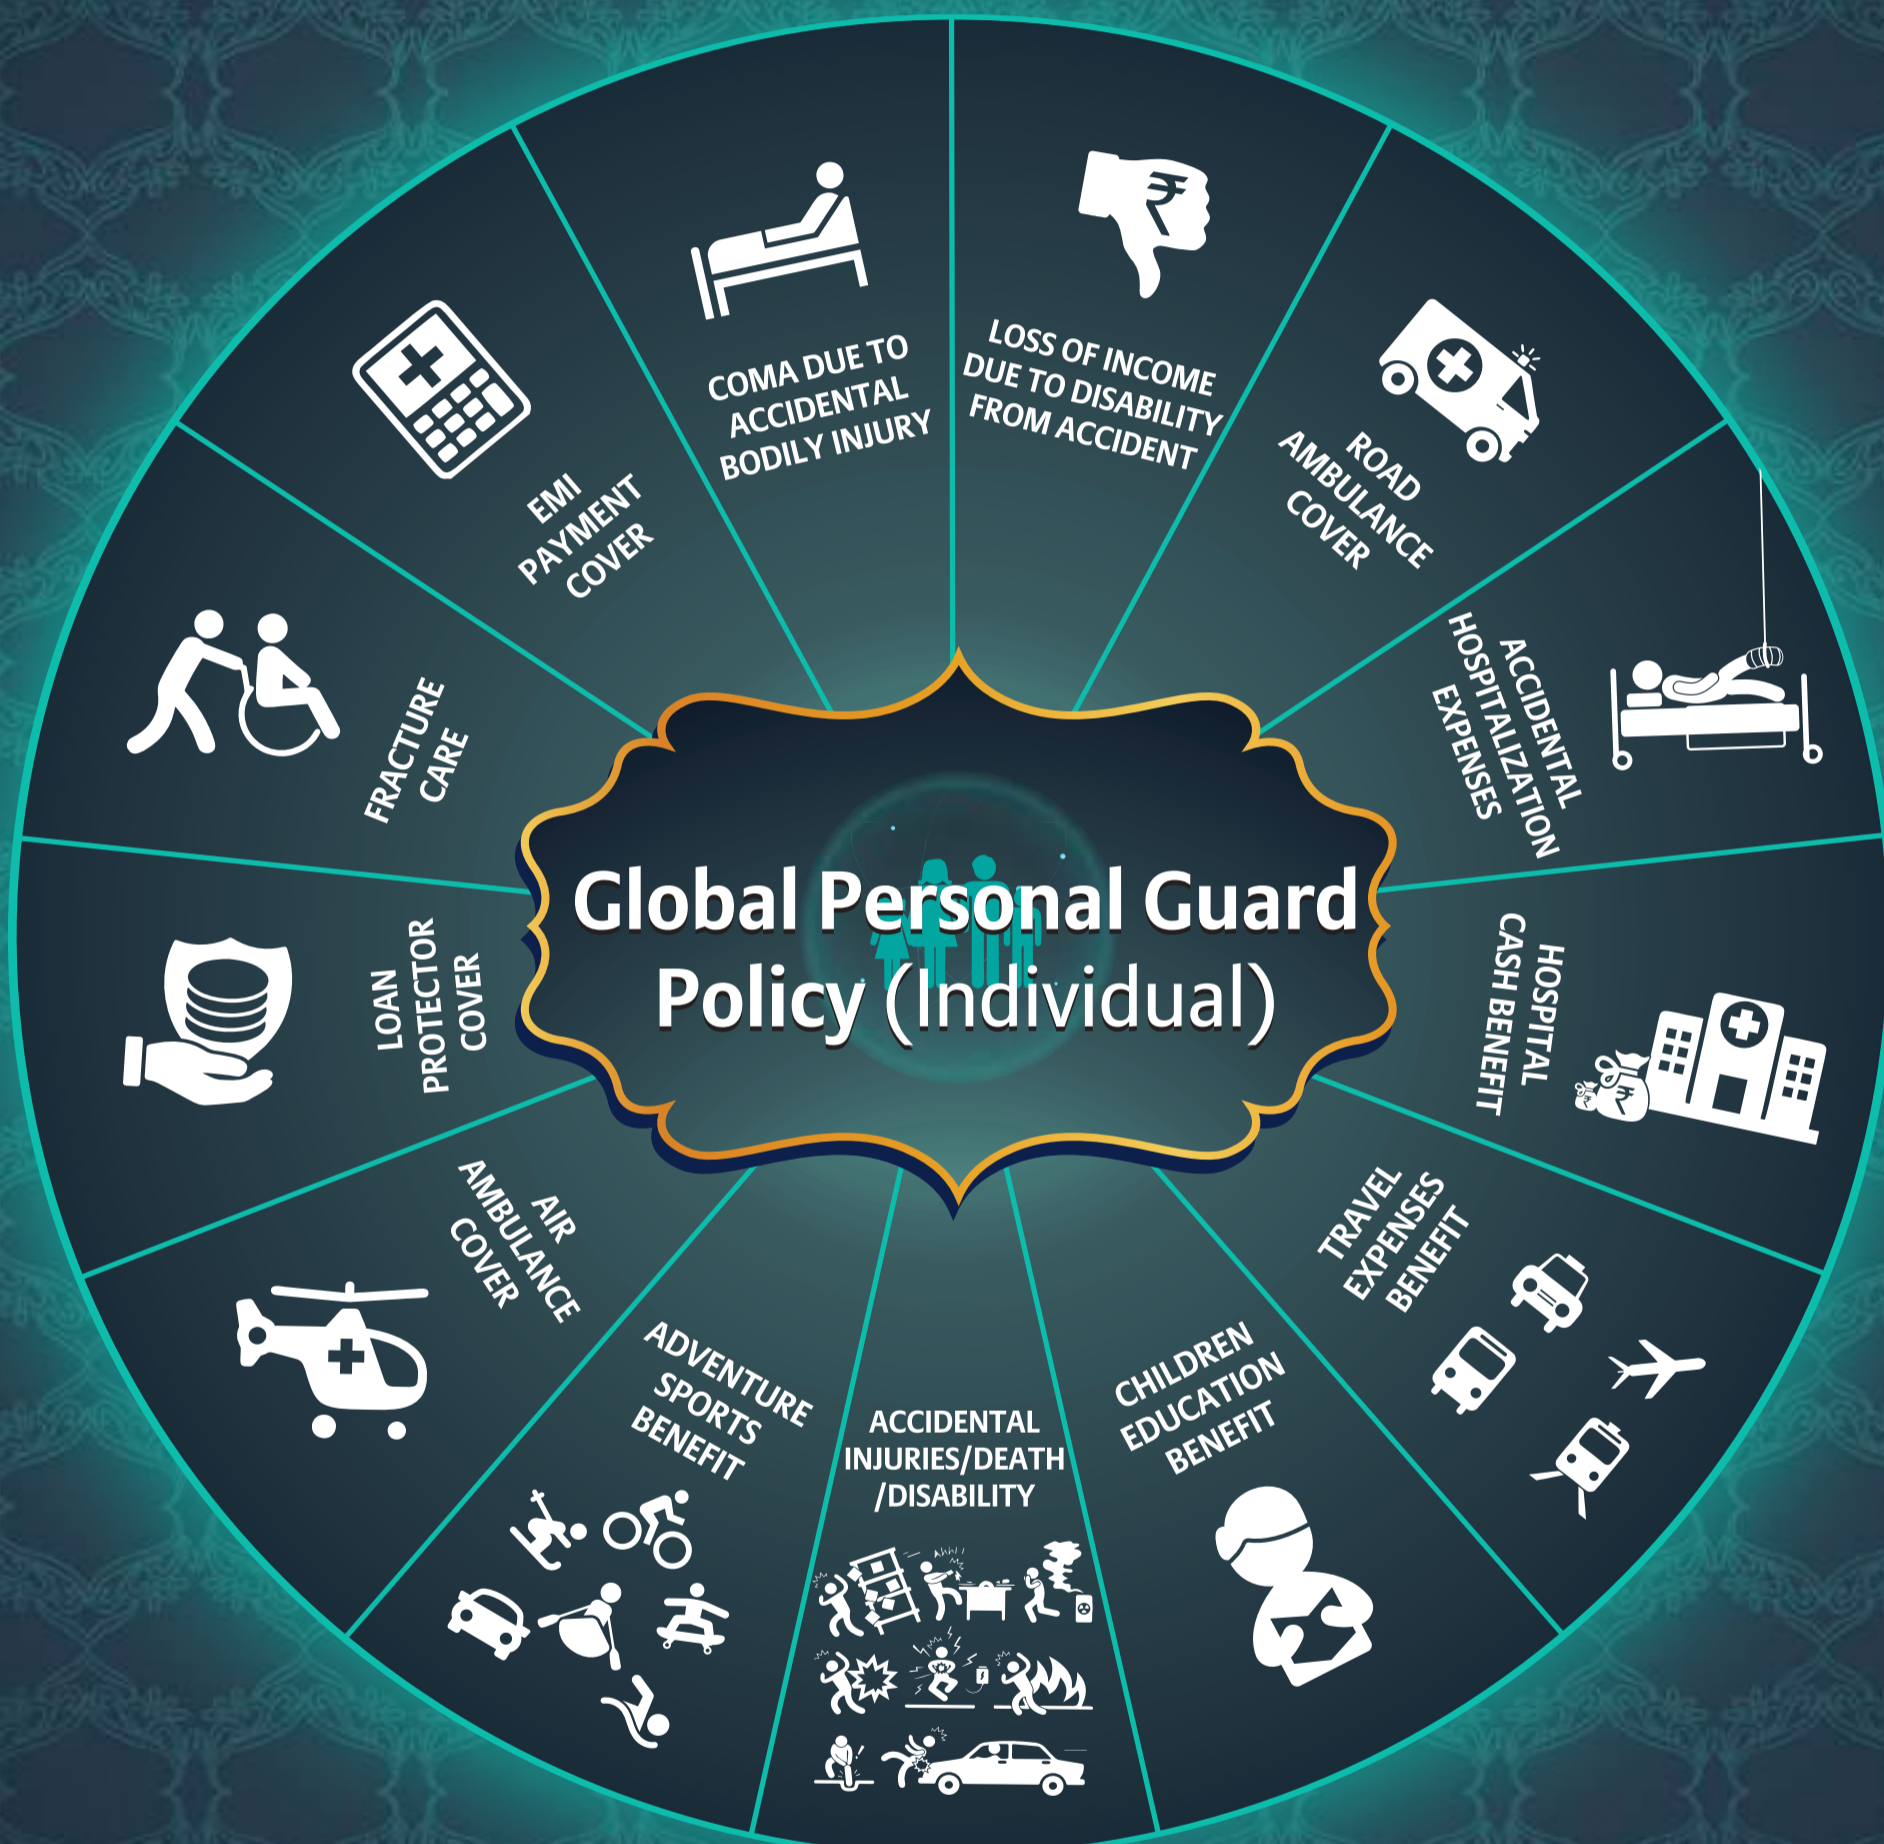 COMA DUE TO
ACCIDENTAL
BODILY INJURY
LOSS OF INCOME
DUE TO DISABILITY
FROM ACCIDENT
ROAD
AMBULANCE
COVER
ACCIDENTAL
HOSPITALIZATION
EXPENSES
HOSPITAL
CASH BENEFIT
TRAVEL
EXPENSES
BENEFIT
CHILDREN
EDUCATION
BENEFIT
ACCIDENTAL
INJURIES/DEATH
/DISABILITY
ADVENTURE
SPORTS
BENEFIT
AIR
AMBULANCE
COVER
LOAN
PROTECTOR
COVER
FRACTURE
CARE
EMI
PAYMENT
COVER
Global Personal Guard
Policy (Individual)
₹
₹
₹